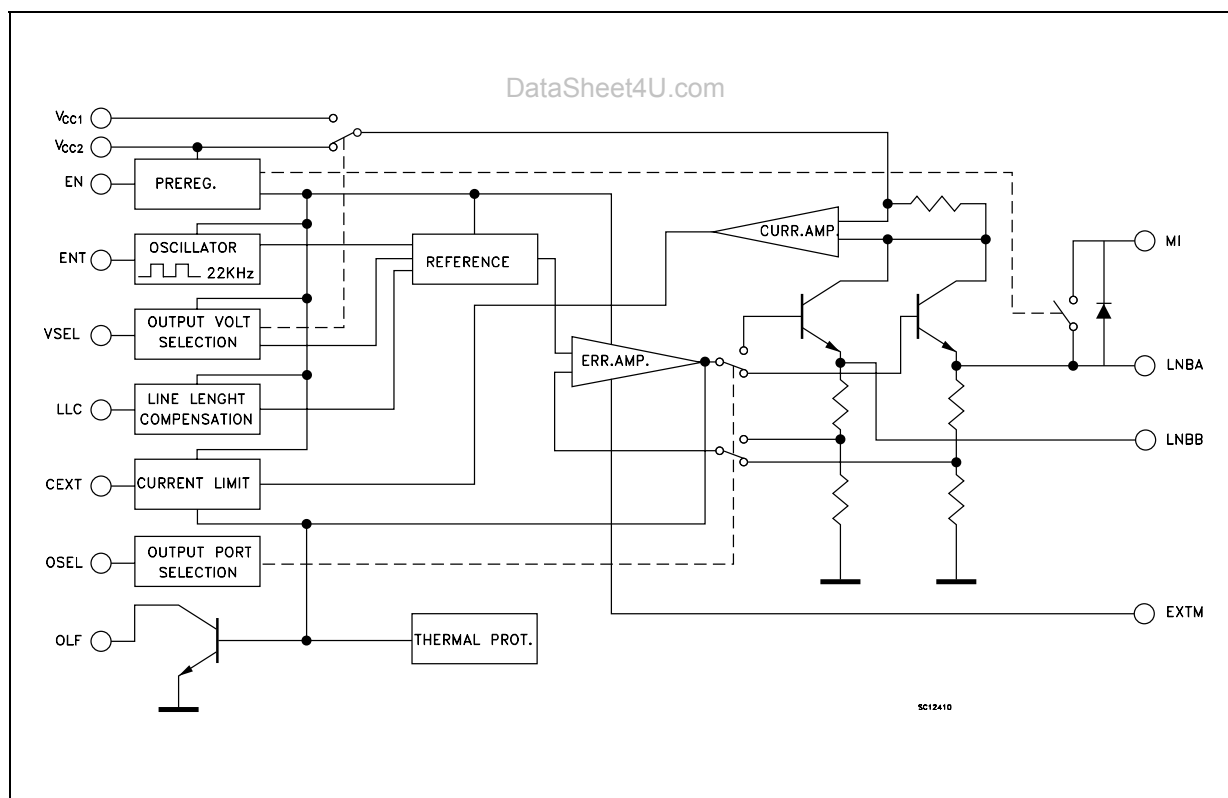 DataSheet4U.com
VCC1
VCC2
EN
PREREG.
ENT
OSCILLATOR
22KHz
REFERENCE
CURR.AMP.
MI
VSEL
OUTPUT VOLT
SELECTION
ERR.AMP.
LNBA
LLC
LINE LENGHT
COMPENSATION
LNBB
CEXT
CURRENT LIMIT
OSEL
OUTPUT PORT
SELECTION
EXTM
OLF
THERMAL PROT.
SC12410